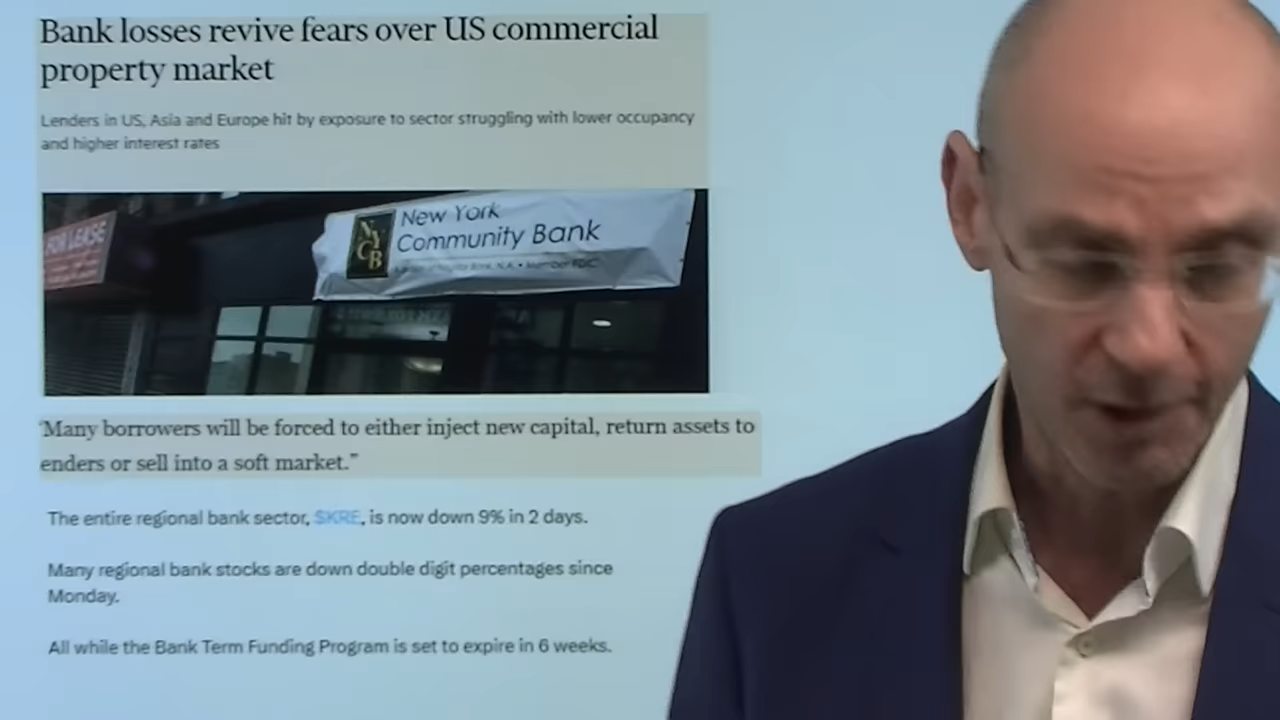 Bank losses revive fears over US commercial
property market
Lenders in US, Asia and Europe hit by exposure to sector struggling with lower occupancy
and higher interest rates
FOR LEASE
NYCB
New York
Community Bank
'Many borrowers will be forced to either inject new capital, return assets to
enders or sell into a soft market."
The entire regional bank sector, $KRE, is now down 9% in 2 days.
Many regional bank stocks are down double digit percentages since
Monday.
All while the Bank Term Funding Program is set to expire in 6 weeks.